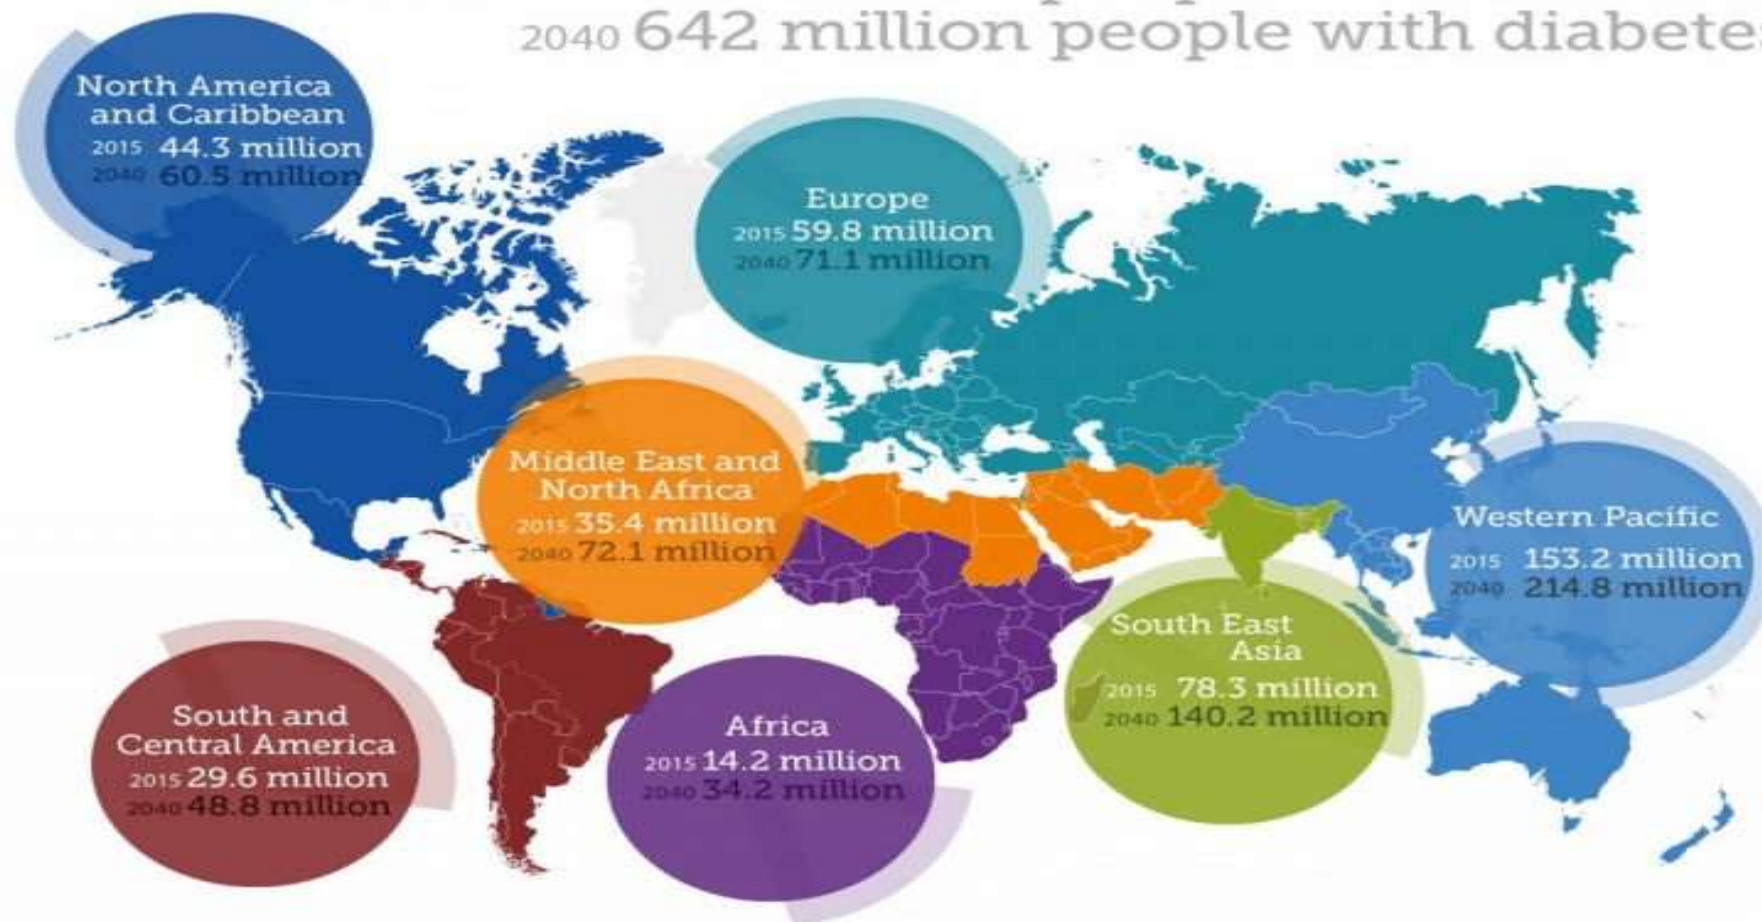 2040 642 million people with diabete
North America
and Caribbean
2015 44.3 million
2040 60.5 million
Europe
2015 59.8 million
2040 71.1 million
Middle East and
North Africa
2015 35.4 million
2040 72.1 million
Western Pacific
2015 153.2 million
2040 214.8 million
South East
Asia
2015 78.3 million
2040 140.2 million
South and
Central America
2015 29.6 million
2040 48.8 million
Africa
2015 14.2 million
2040 34.2 million